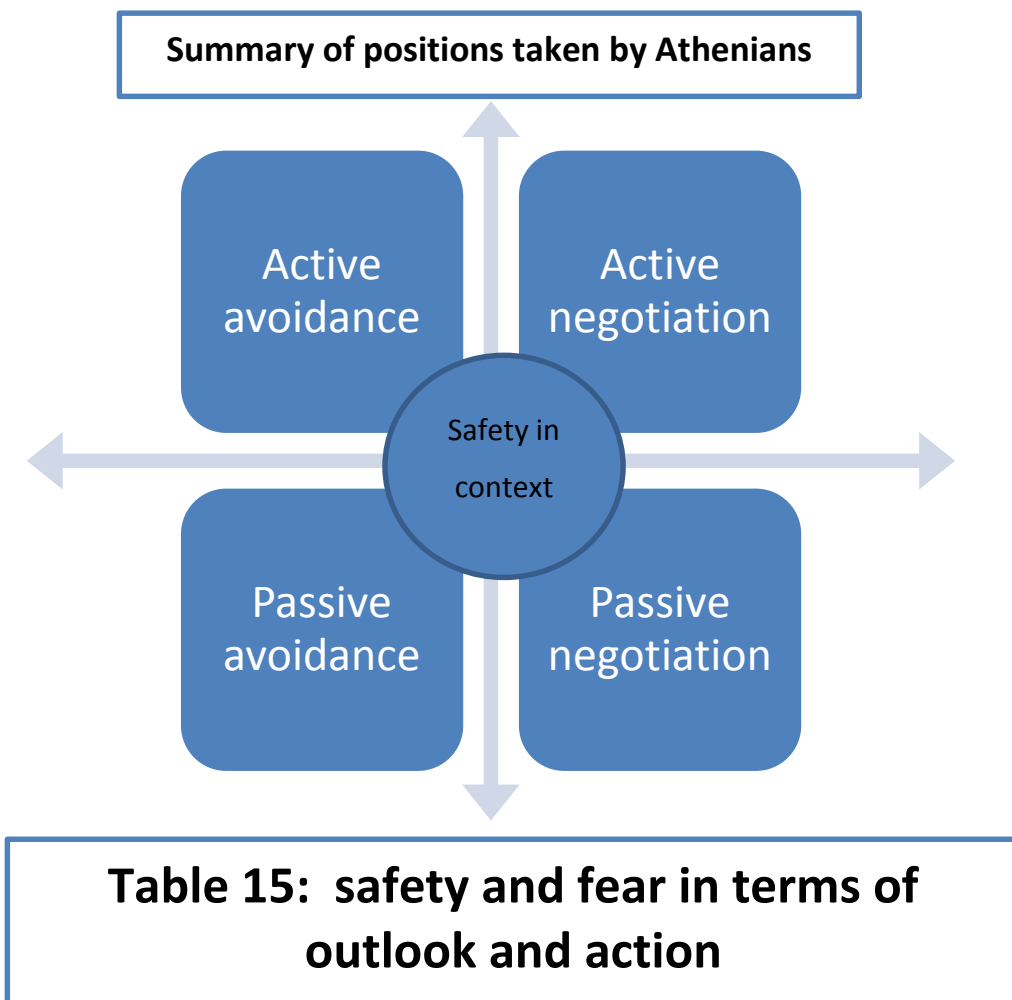 Summary of positions taken by Athenians
Active
avoidance
Active
negotiation
Safety in
context
Passive
avoidance
Passive
negotiation
Table 15:  safety and fear in terms of
outlook and action